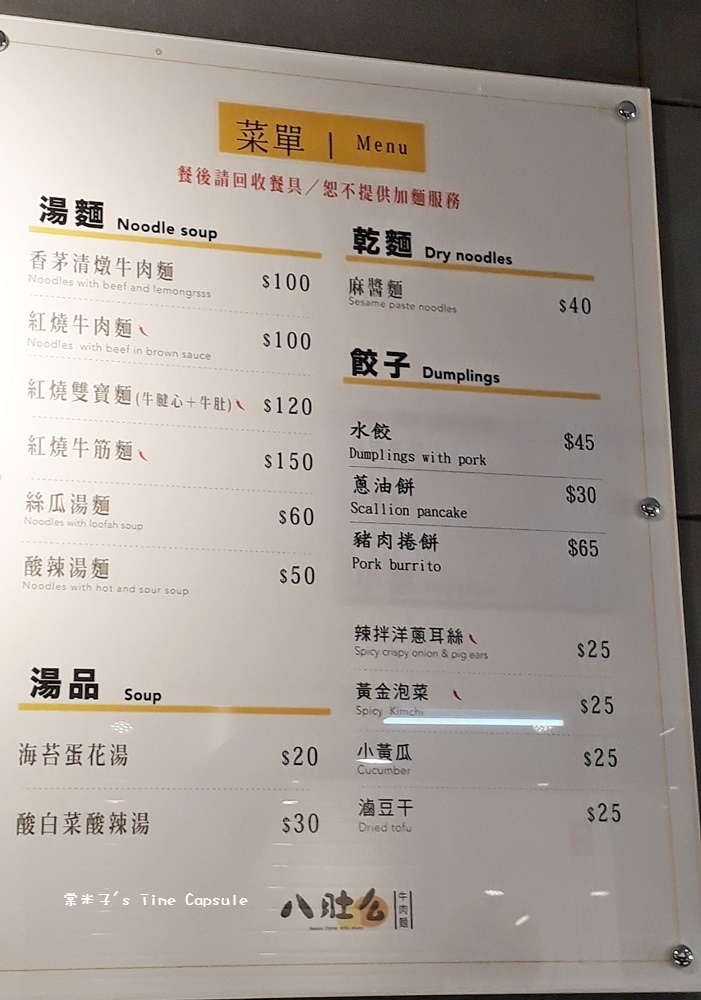 菜單 | Menu
餐後請回收餐具／恕不提供加麵服務
湯麵 Noodle soup
香茅清燉牛肉麵 $100
Noodles with beef and lemongrsss
紅燒牛肉麵 $100
Noodles with beef in brown sauce
紅燒雙寶麵(牛腱心＋牛肚) $120
紅燒牛筋麵 $150
絲瓜湯麵 $60
Noodles with loofah soup
酸辣湯麵 $50
Noodles with hot and sour soup
湯品 Soup
海苔蛋花湯 $20
酸白菜酸辣湯 $30
乾麵 Dry noodles
麻醬麵 $40
Sesame paste noodles
餃子 Dumplings
水餃 $45
Dumplings with pork
蔥油餅 $30
Scallion pancake
豬肉捲餅 $65
Pork burrito
辣拌洋蔥耳絲 $25
Spicy crispy onion & pig ears
黃金泡菜 $25
Spicy Kimchi
小黃瓜 $25
Cucumber
滷豆干 $25
Dried tofu
八肚么 牛肉麵
棠米子's Time Capsule